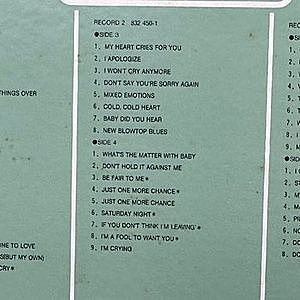 RECORD 2 832 450-1
●SIDE 3
1. MY HEART CRIES FOR YOU
2. I APOLOGIZE
3. I WON'T CRY ANYMORE
4. DON'T SAY YOU'RE SORRY AGAIN
5. MIXED EMOTIONS
6. COLD, COLD HEART
7. BABY DID YOU HEAR
8. NEW BLOWTOP BLUES
●SIDE 4
1. WHAT'S THE MATTER WITH BABY
2. DON'T HOLD IT AGAINST ME
3. BE FAIR TO ME*
4. JUST ONE MORE CHANCE*
5. JUST ONE MORE CHANCE
6. SATURDAY NIGHT*
7. IF YOU DON'T THINK I'M LEAVING*
8. I'M A FOOL TO WANT YOU*
9. I'M CRYING
THINGS OVER
TO LOVE
BUT MY OWN)
CRY*